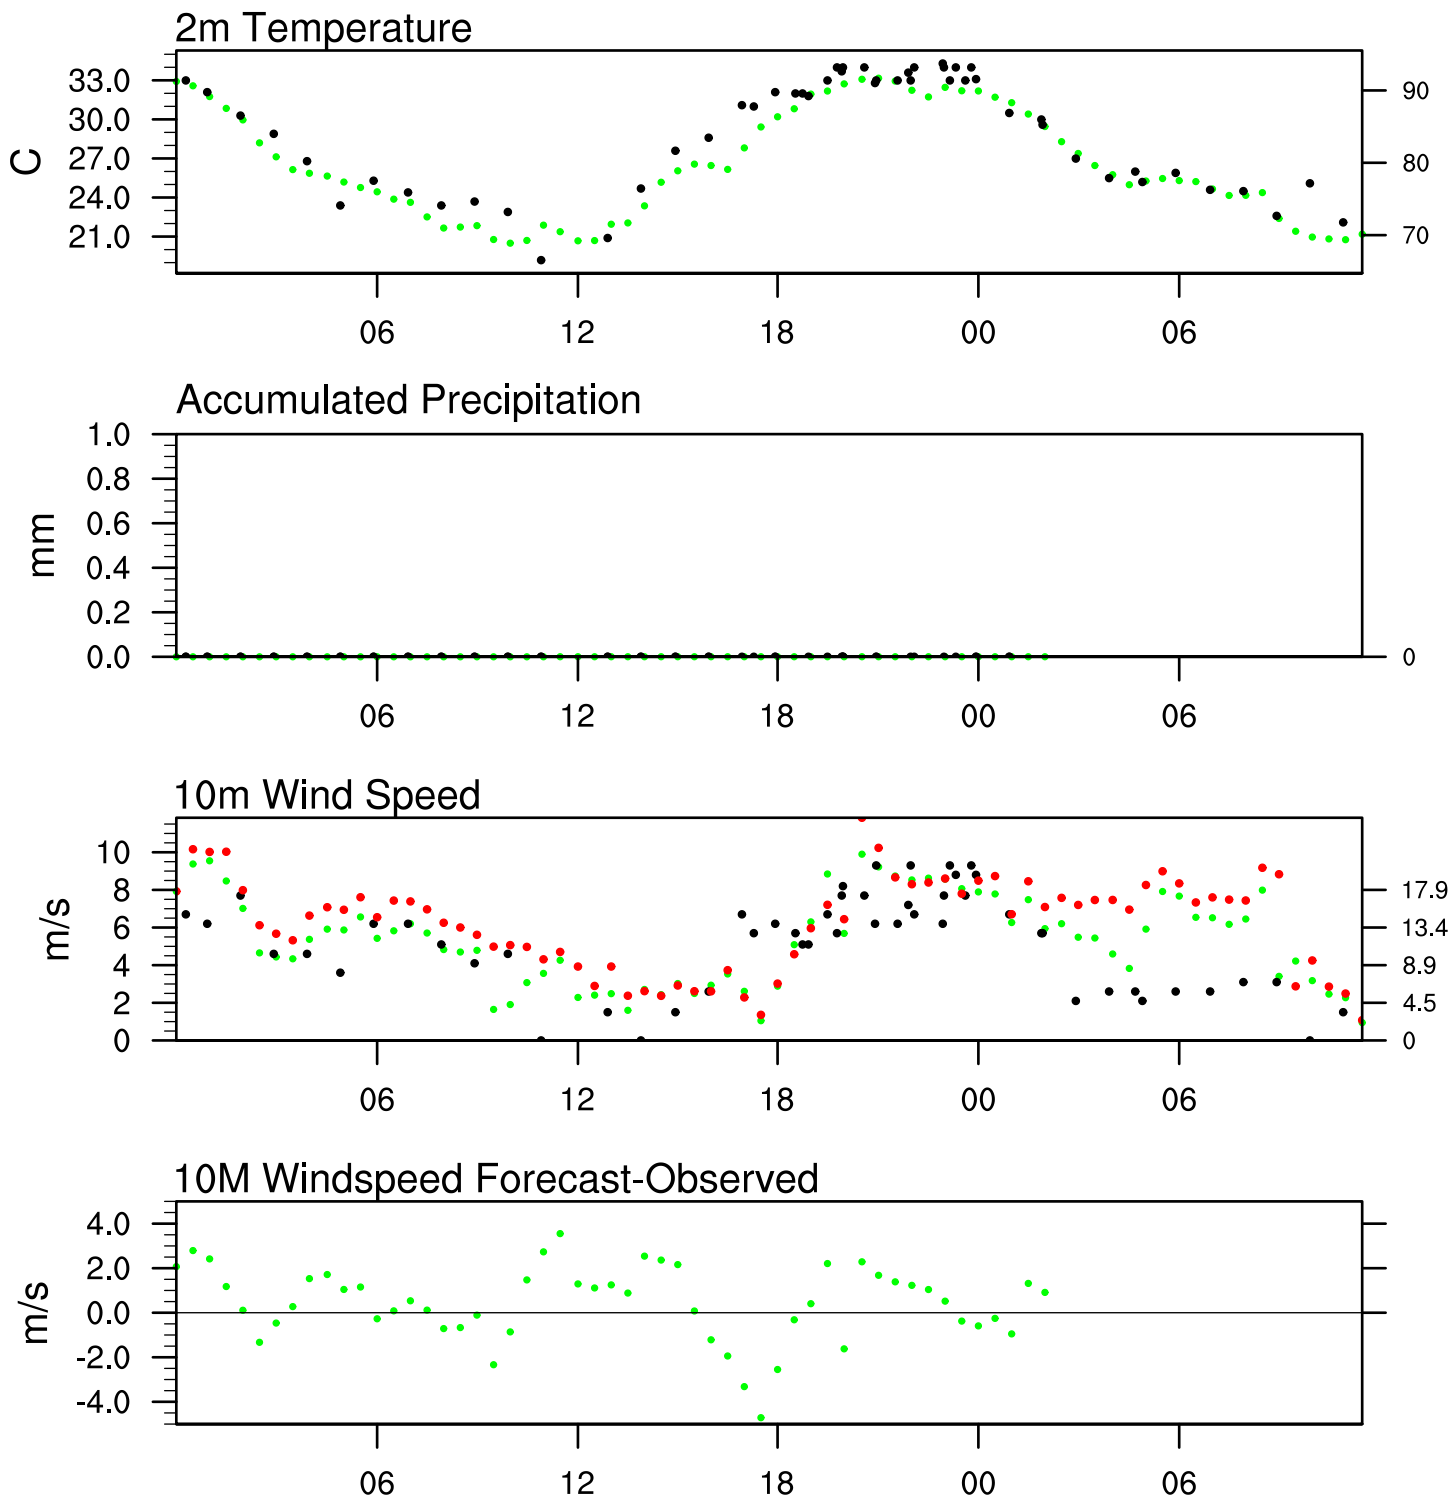 2m Temperature
C
33.0
30.0
27.0
24.0
21.0
90
80
70
06 12 18 00 06
Accumulated Precipitation
mm
1.0
0.8
0.6
0.4
0.2
0.0
0
06 12 18 00 06
10m Wind Speed
m/s
10
8
6
4
2
0
17.9
13.4
8.9
4.5
0
06 12 18 00 06
10M Windspeed Forecast-Observed
m/s
4.0
2.0
0.0
-2.0
-4.0
06 12 18 00 06